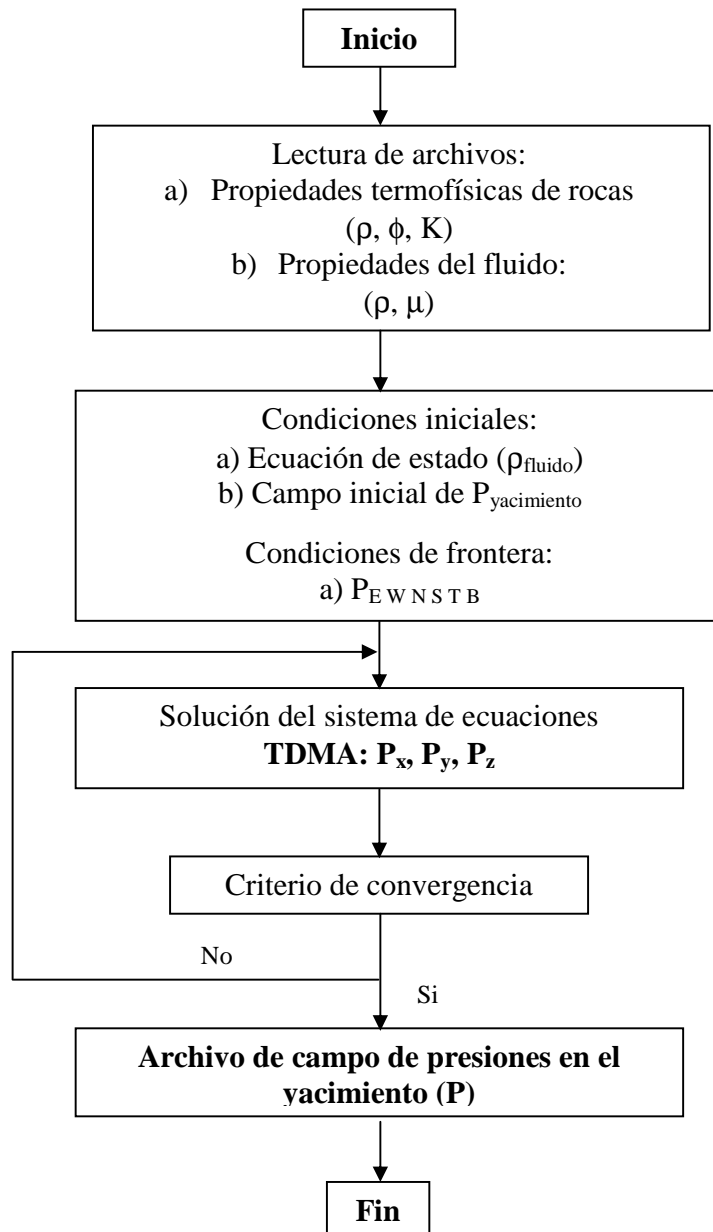 Inicio
Lectura de archivos:
a) Propiedades termofísicas de rocas
(ρ, ϕ, K)
b) Propiedades del fluido:
(ρ, μ)
Condiciones iniciales:
a) Ecuación de estado (ρfluido)
b) Campo inicial de Pyacimiento
Condiciones de frontera:
a) PE W N S T B
Solución del sistema de ecuaciones
TDMA: Px, Py, Pz
Criterio de convergencia
No
Si
Archivo de campo de presiones en el
yacimiento (P)
Fin